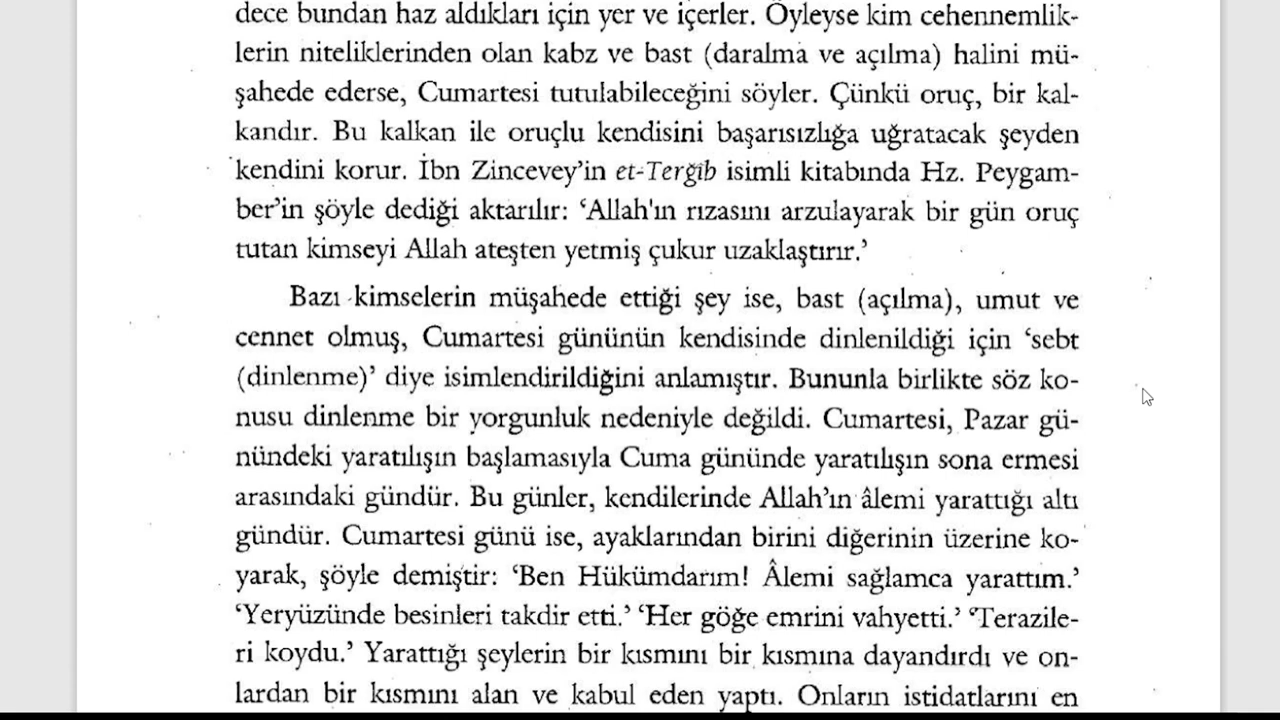 dece bundan haz aldıkları için yer ve içerler. Öyleyse kim cehennemlik-
lerin niteliklerinden olan kabz ve bast (daralma ve açılma) halini mü-
şahede ederse, Cumartesi tutulabileceğini söyler. Çünkü oruç, bir kal-
kandır. Bu kalkan ile oruçlu kendisini başarısızlığa uğratacak şeyden
kendini korur. İbn Zincevey'in et-Terğîb isimli kitabında Hz. Peygam-
ber'in şöyle dediği aktarılır: 'Allah'ın rızasını arzulayarak bir gün oruç
tutan kimseyi Allah ateşten yetmiş çukur uzaklaştırır.'
Bazı kimselerin müşahede ettiği şey ise, bast (açılma), umut ve
cennet olmuş, Cumartesi gününün kendisinde dinlenildiği için 'sebt
(dinlenme)' diye isimlendirildiğini anlamıştır. Bununla birlikte söz ko-
nusu dinlenme bir yorgunluk nedeniyle değildi. Cumartesi, Pazar gü-
nündeki yaratılışın başlamasıyla Cuma gününde yaratılışın sona ermesi
arasındaki gündür. Bu günler, kendilerinde Allah'ın âlemi yarattığı altı
gündür. Cumartesi günü ise, ayaklarından birini diğerinin üzerine ko-
yarak, şöyle demiştir: 'Ben Hükümdarım! Âlemi sağlamca yarattım.'
'Yeryüzünde besinleri takdir etti.' 'Her göğe emrini vahyetti.' 'Terazile-
ri koydu.' Yarattığı şeylerin bir kısmını bir kısmına dayandırdı ve on-
lardan bir kısmını alan ve kabul eden yaptı. Onların istidatlarını en